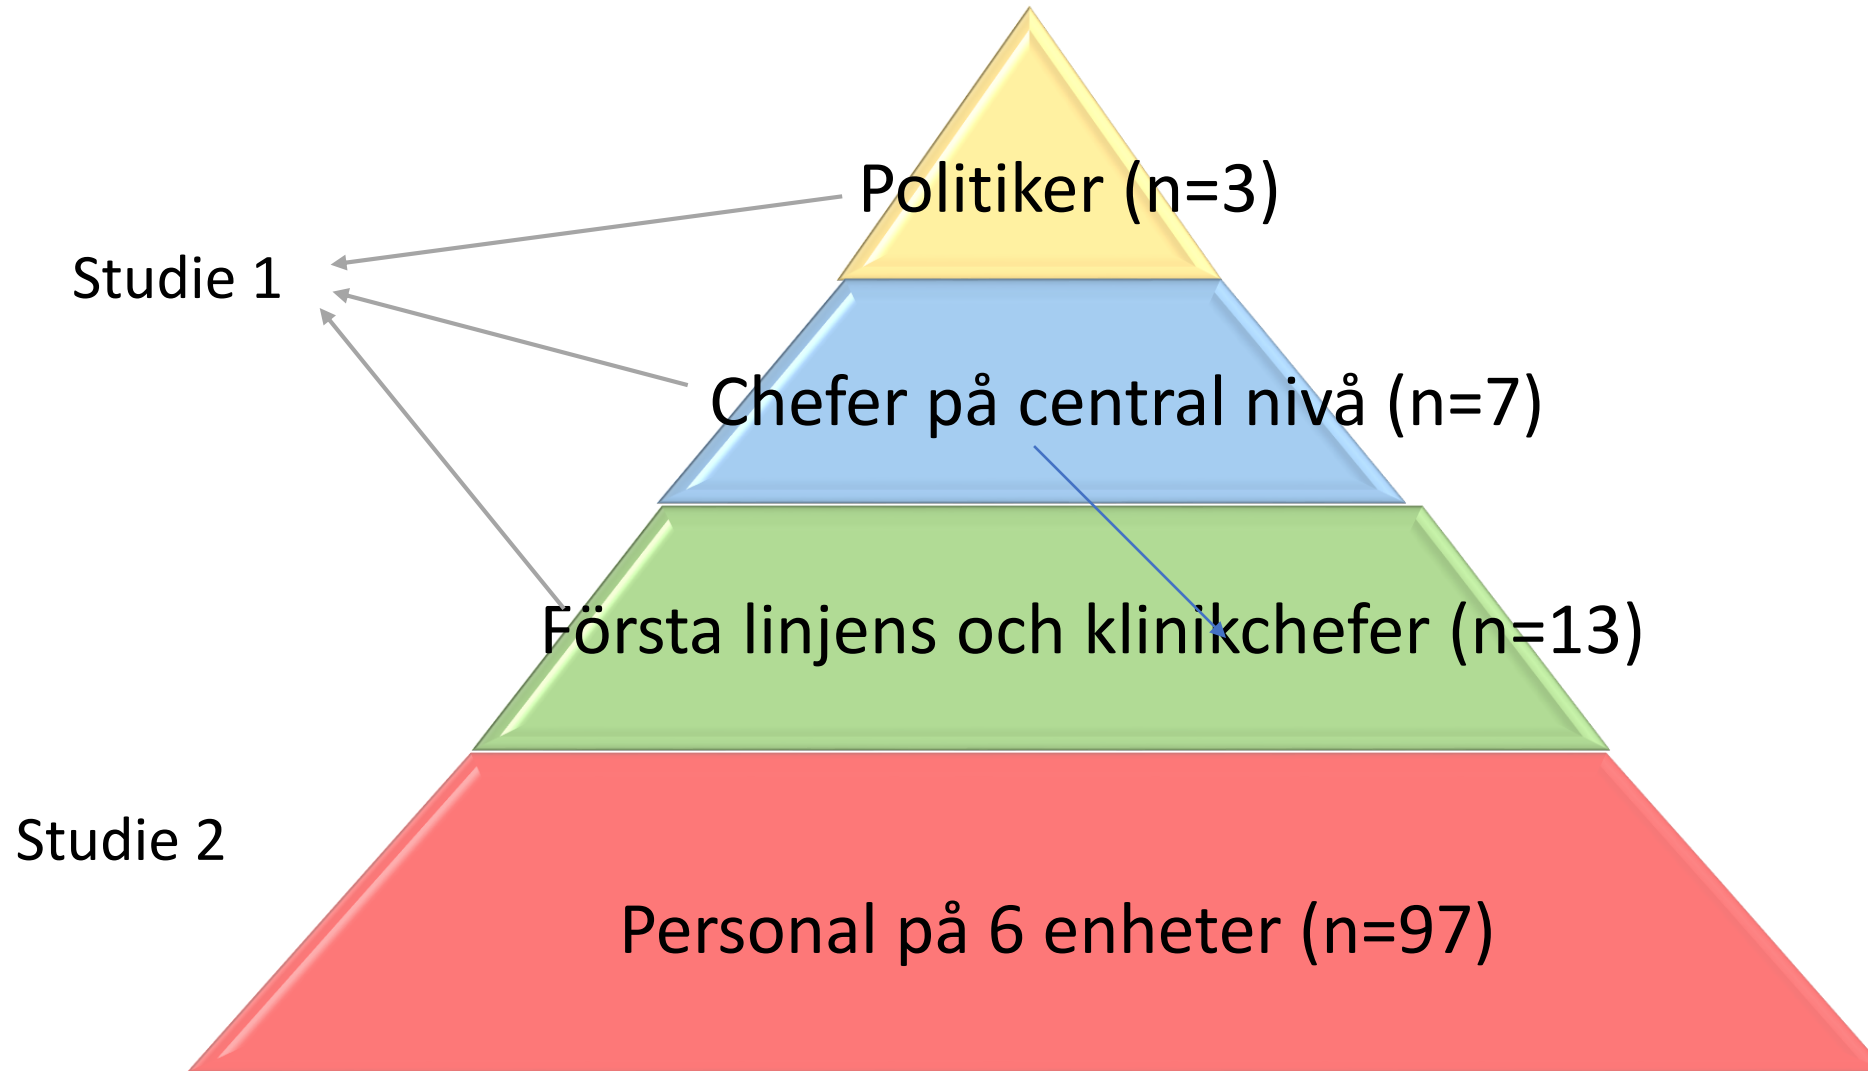 Politiker (n=3)
Studie 1
Chefer på central nivå (n=7)
Första linjens och klinikchefer (n=13)
Studie 2
Personal på 6 enheter (n=97)